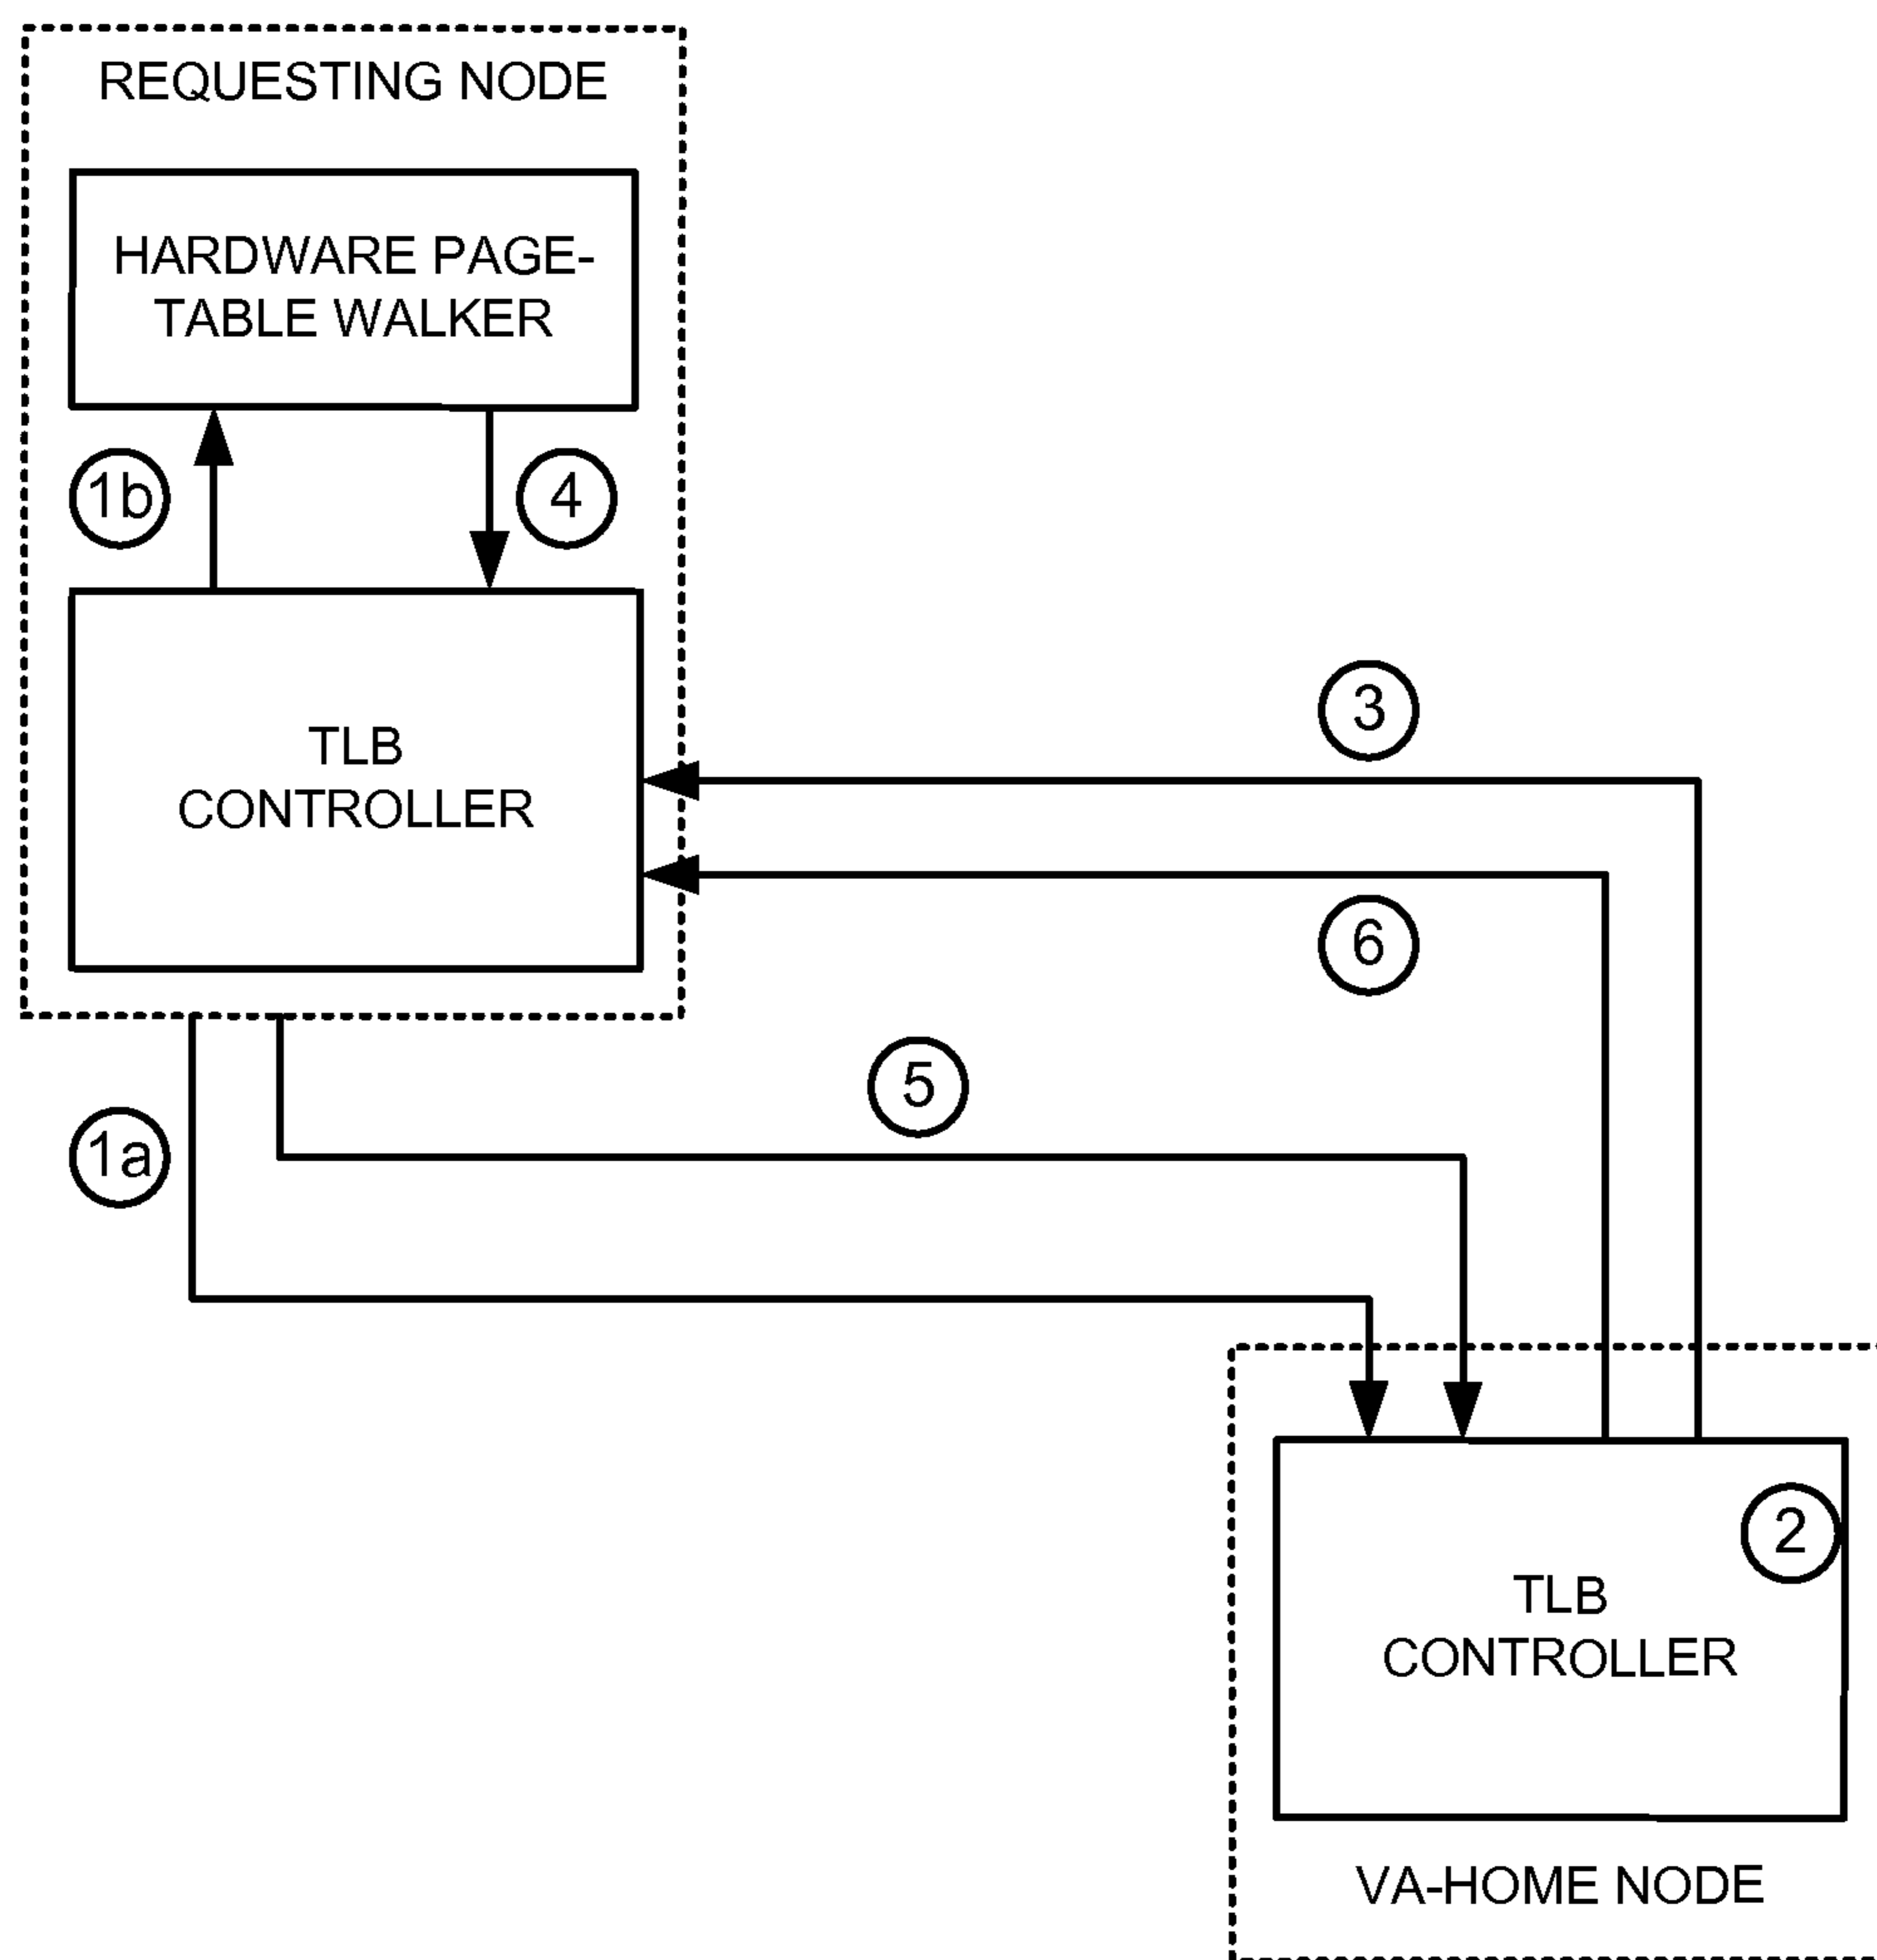 REQUESTING NODE
HARDWARE PAGE-
TABLE WALKER
1b
4
TLB
CONTROLLER
3
6
5
1a
2
TLB
CONTROLLER
VA-HOME NODE